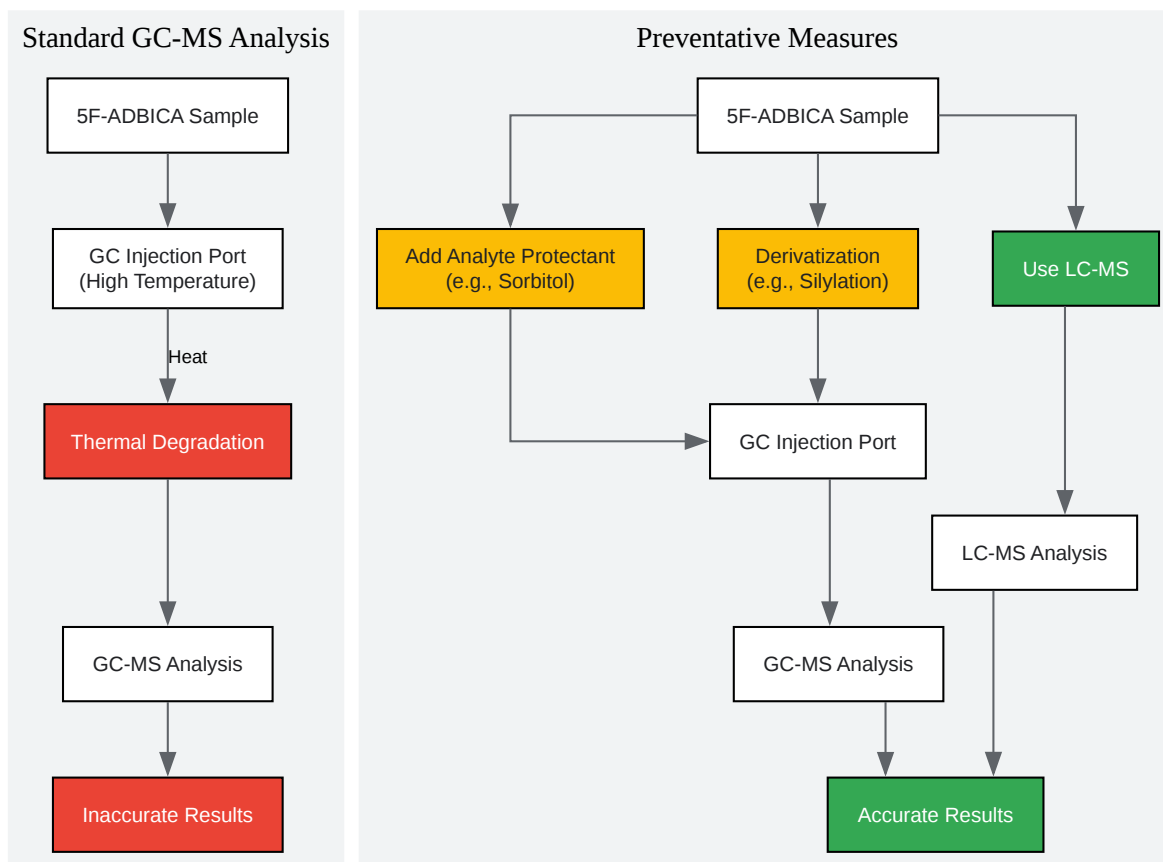 Standard GC-MS Analysis
5F-ADBICA Sample
GC Injection Port
(High Temperature)
Heat
Thermal Degradation
GC-MS Analysis
Inaccurate Results
Preventative Measures
5F-ADBICA Sample
Add Analyte Protectant
(e.g., Sorbitol)
Derivatization
(e.g., Silylation)
Use LC-MS
GC Injection Port
LC-MS Analysis
GC-MS Analysis
Accurate Results